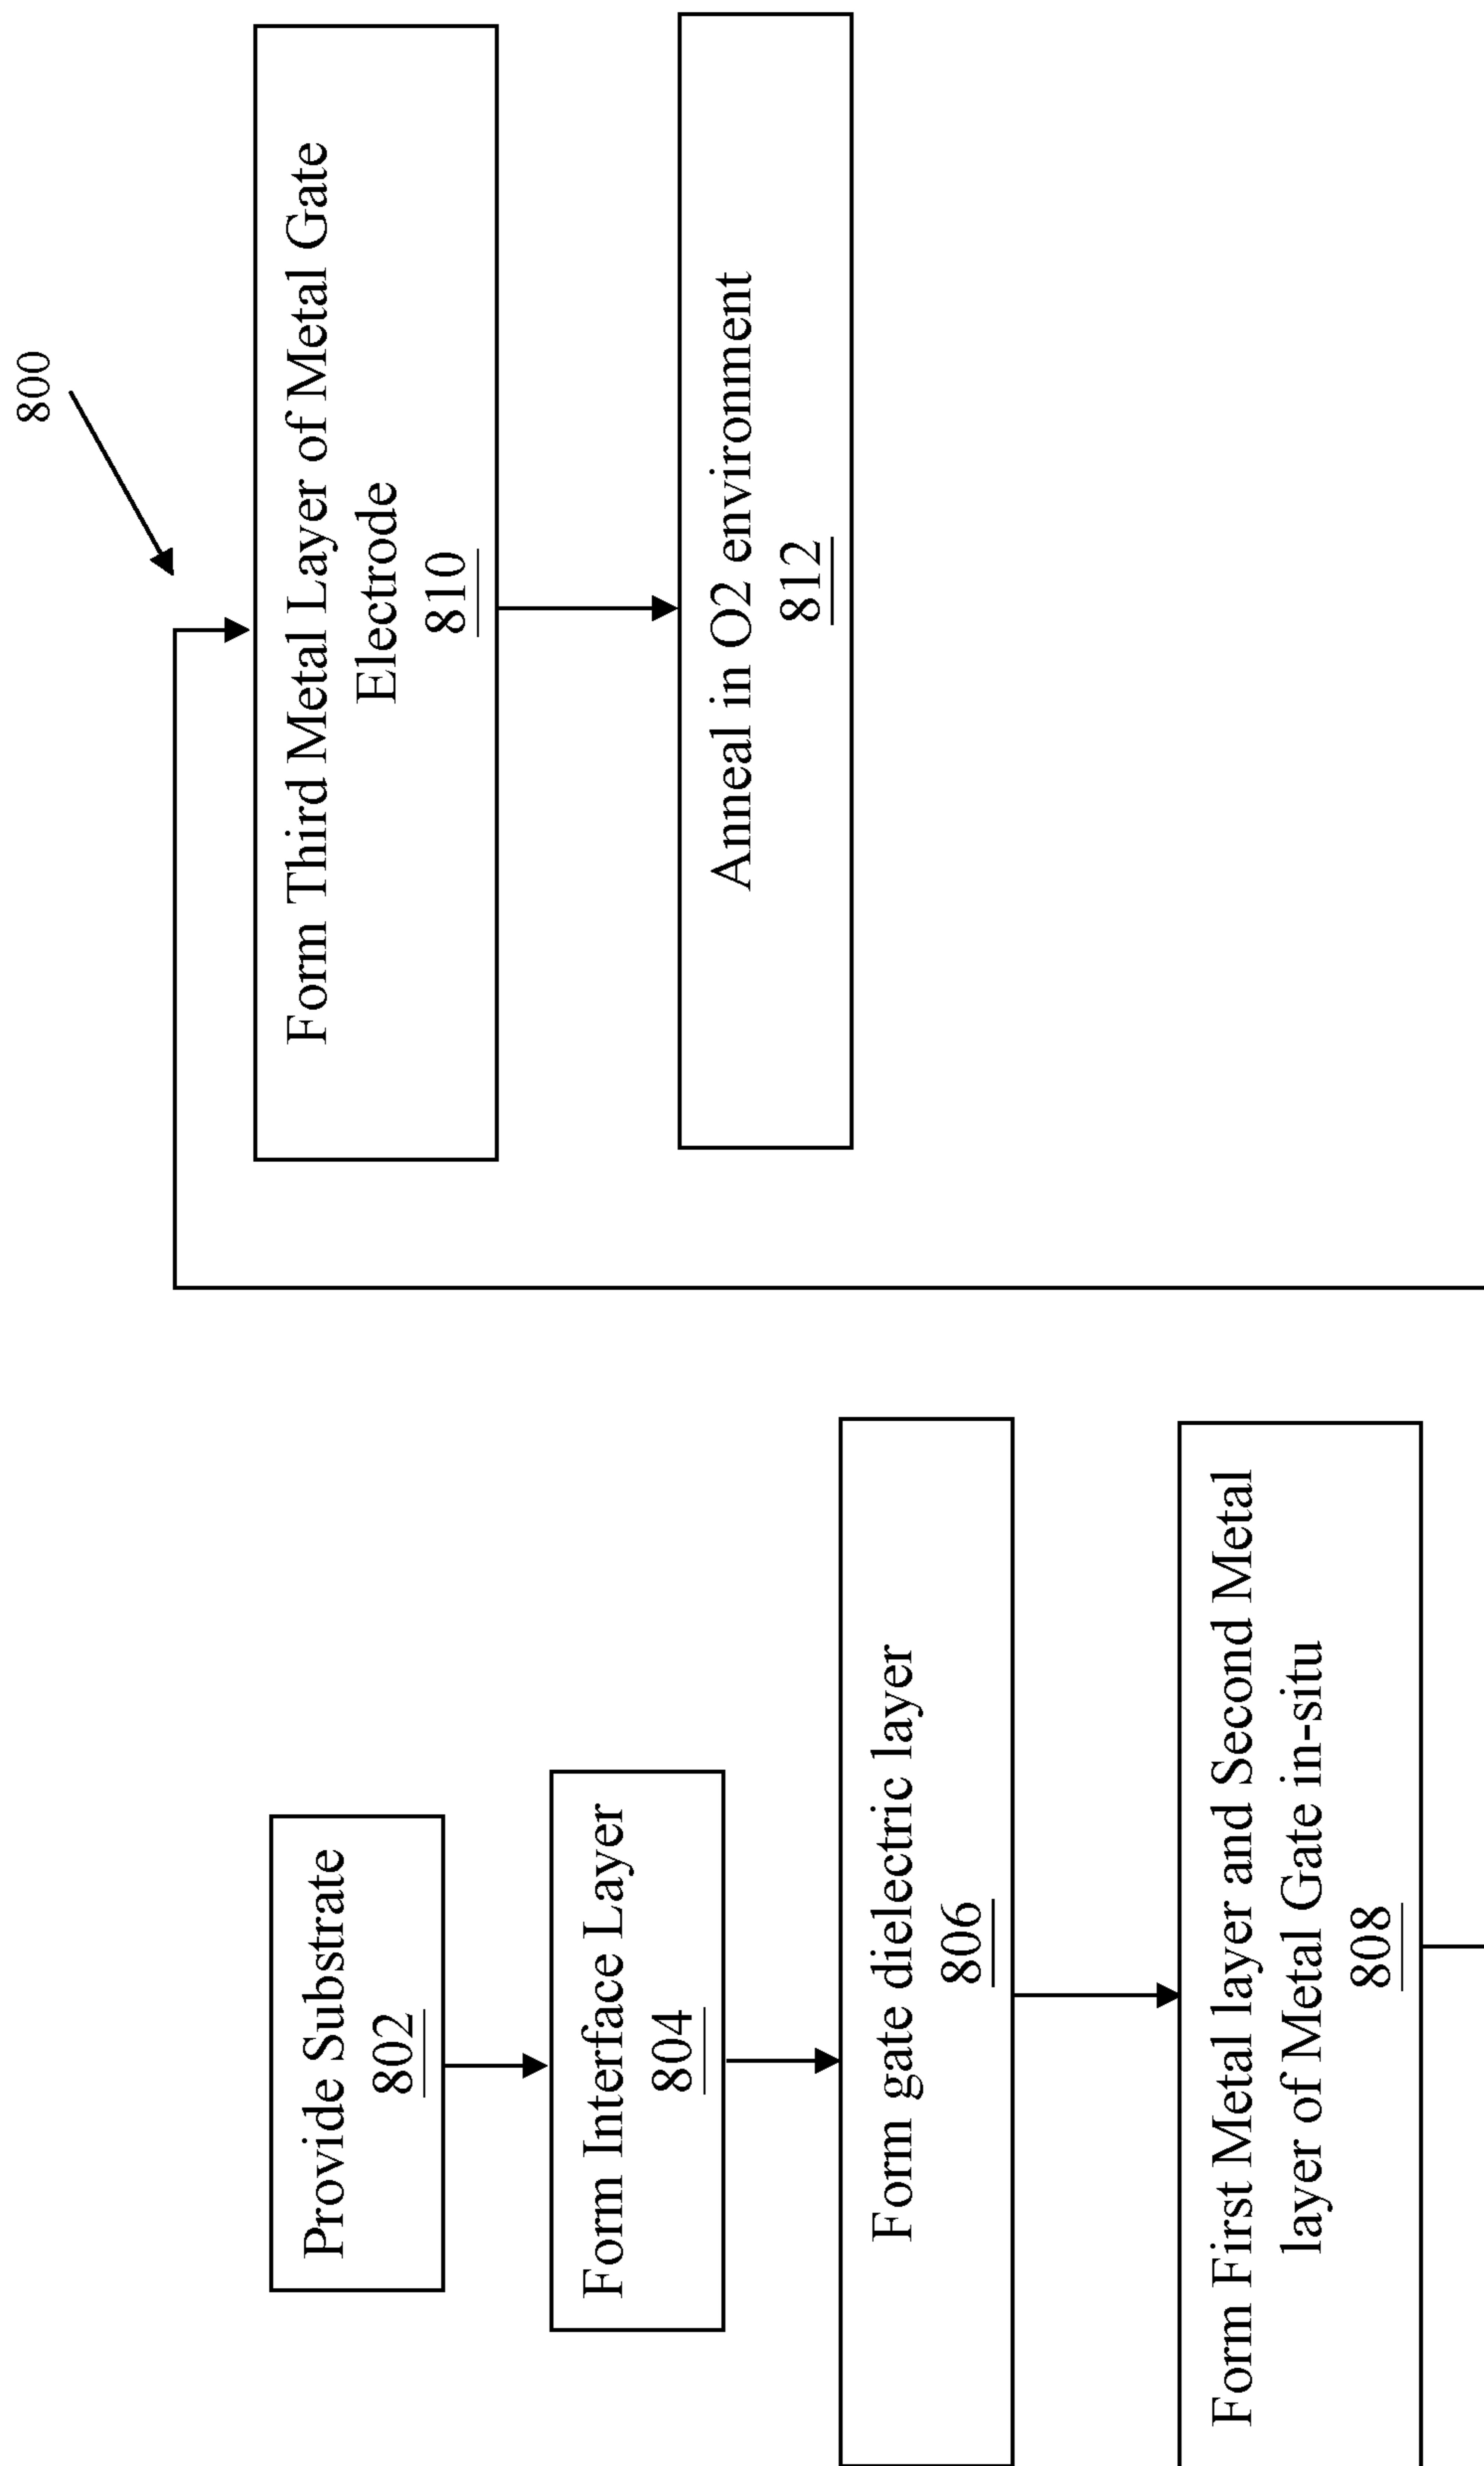 800
Provide Substrate
802
Form Interface Layer
804
Form gate dielectric layer
806
Form First Metal layer and Second Metal
layer of Metal Gate in-situ
808
Form Third Metal Layer of Metal Gate
Electrode
810
Anneal in O2 environment
812